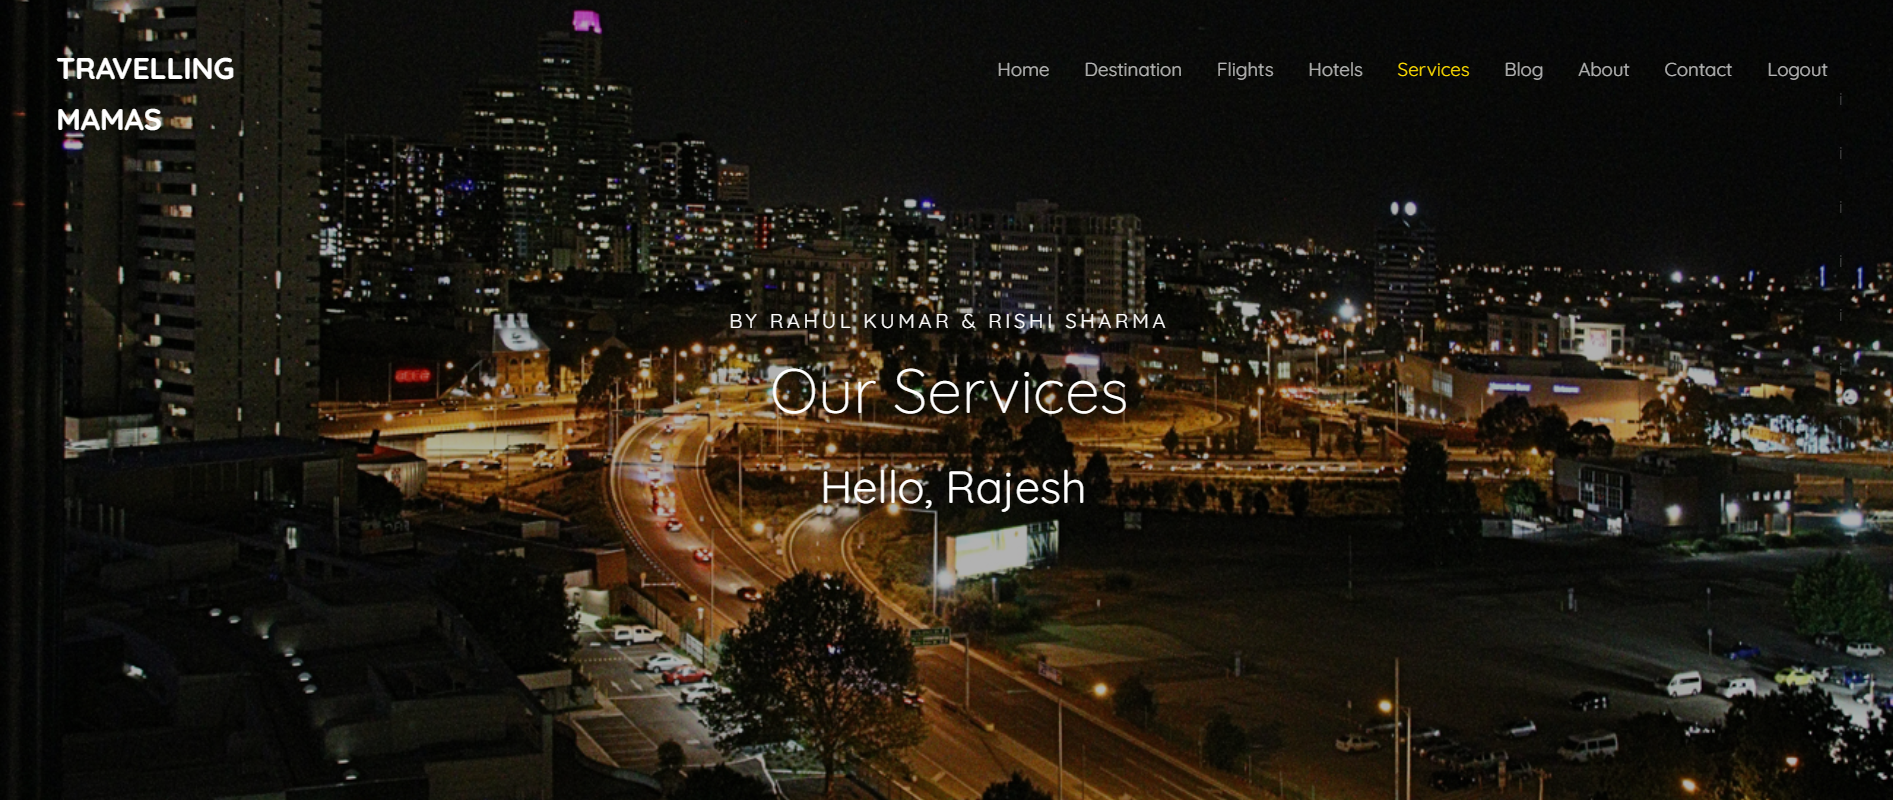 TRAVELLING
MAMAS
Home Destination Flights Hotels Services Blog About Contact Logout
i
i
i
i
i
BY RAHUL KUMAR & RISHI SHARMA
Our Services
Hello, Rajesh